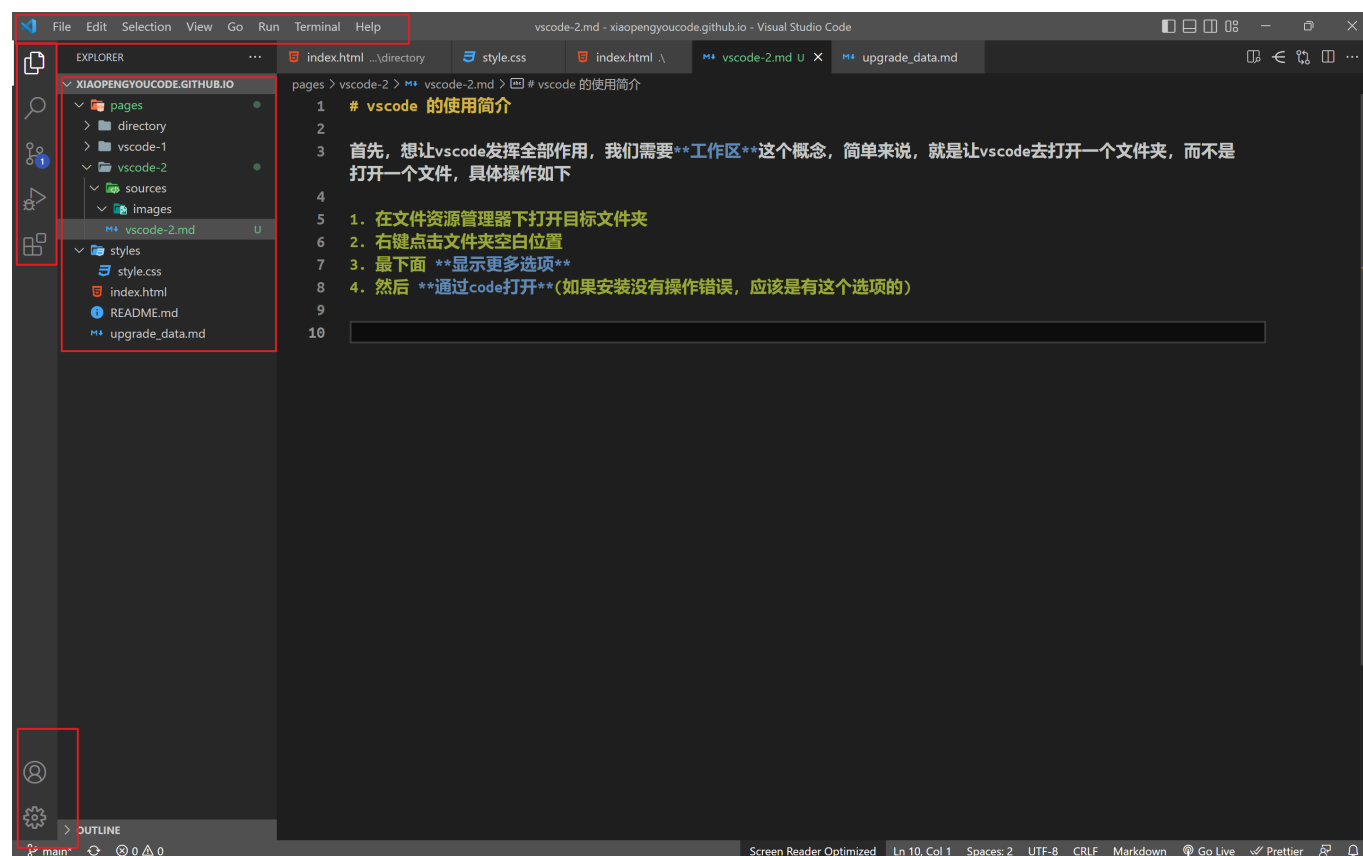 File Edit Selection View Go Run Terminal Help
vscode-2.md - xiaopengyoucode.github.io - Visual Studio Code
EXPLORER
index.html ...\directory
style.css
index.html .\
vscode-2.md U
upgrade_data.md
XIAOPENGYOUCODE.GITHUB.IO
pages
directory
vscode-1
vscode-2
sources
images
vscode-2.md U
styles
style.css
index.html
README.md
upgrade_data.md
1
pages > vscode-2 > vscode-2.md > # vscode 的使用简介
1 # vscode 的使用简介
2
3 首先，想让vscode发挥全部作用，我们需要**工作区**这个概念，简单来说，就是让vscode去打开一个文件夹，而不是
打开一个文件，具体操作如下
4
5 1. 在文件资源管理器下打开目标文件夹
6 2. 右键点击文件夹空白位置
7 3. 最下面 **显示更多选项**
8 4. 然后 **通过code打开**(如果安装没有操作错误，应该是有这个选项的)
9
10
OUTLINE
main* 0 0
Screen Reader Optimized Ln 10, Col 1 Spaces: 2 UTF-8 CRLF Markdown Go Live Prettier